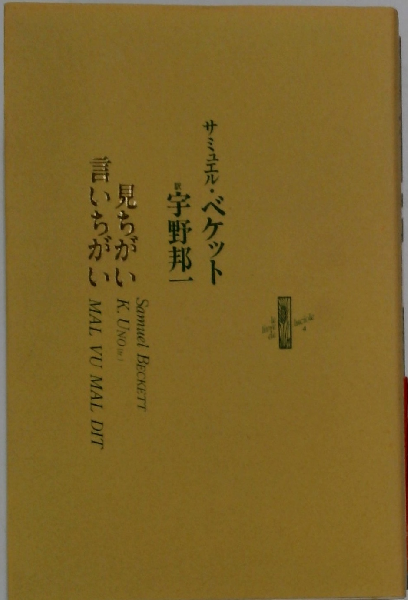 サミュエル・ベケット
訳 宇野邦一
見ちがい
言いちがい
Samuel BECKETT
K. UNO
MAL VU MAL DIT